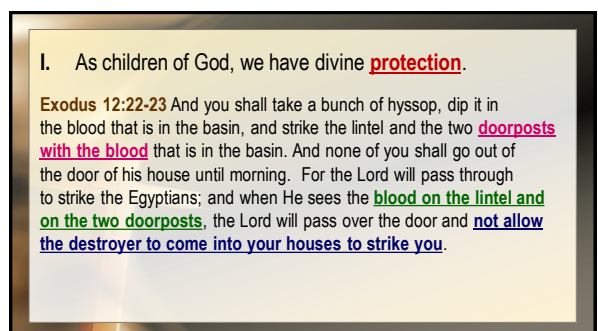 I. As children of God, we have divine protection.
Exodus 12:22-23 And you shall take a bunch of hyssop, dip it in
the blood that is in the basin, and strike the lintel and the two doorposts
with the blood that is in the basin. And none of you shall go out of
the door of his house until morning. For the Lord will pass through
to strike the Egyptians; and when He sees the blood on the lintel and
on the two doorposts, the Lord will pass over the door and not allow
the destroyer to come into your houses to strike you.